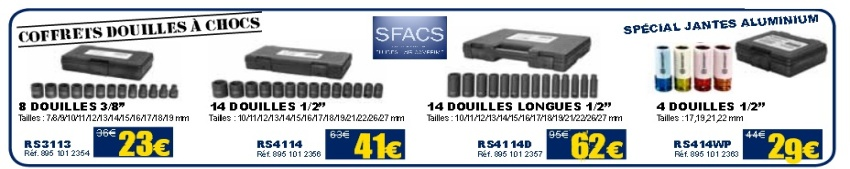 COFFRETS DOUILLES À CHOCS
SFACS
SPÉCIAL JANTES ALUMINIUM
8 DOUILLES 3/8”
Tailles : 7/8/9/10/11/12/13/14/15/16/17/18/19 mm
RS3113
Réf. 895 101 2354
36€
23€
14 DOUILLES 1/2”
Tailles : 10/11/12/13/14/15/16/17/18/19/21/22/26/27 mm
RS4114
Réf. 895 101 2356
63€
41€
14 DOUILLES LONGUES 1/2”
Tailles : 10/11/12/13/14/15/16/17/18/19/21/22/26/27 mm
RS4114D
Réf. 895 101 2357
95€
62€
4 DOUILLES 1/2”
Tailles : 17,19,21,22 mm
RS414WP
Réf. 895 101 2363
44€
29€